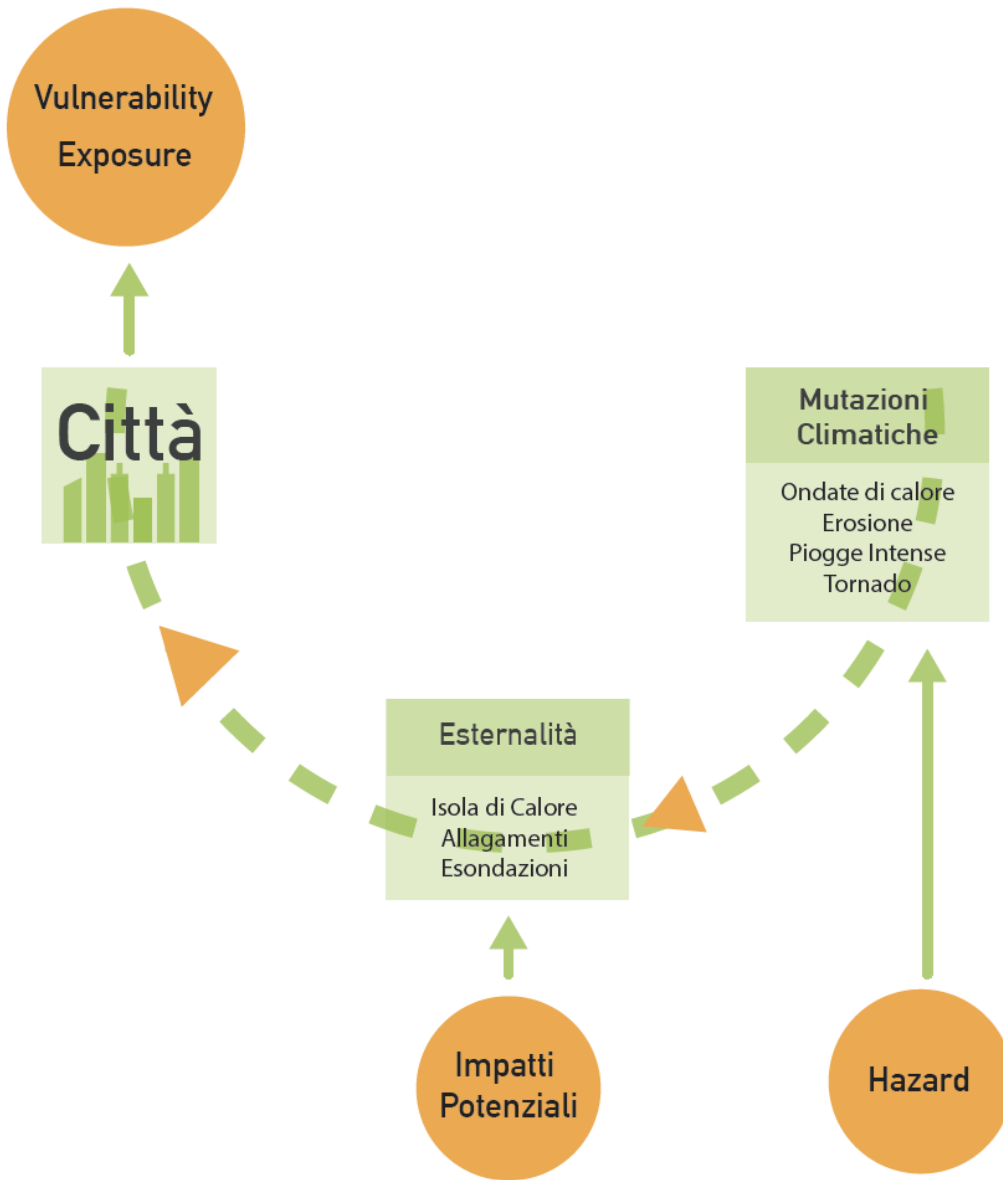 Vulnerability
Exposure
Città
Mutazioni
Climatiche
Ondate di calore
Erosione
Piogge Intense
Tornado
Esternalità
Isola di Calore
Allagamenti
Esondazioni
Impatti
Potenziali
Hazard